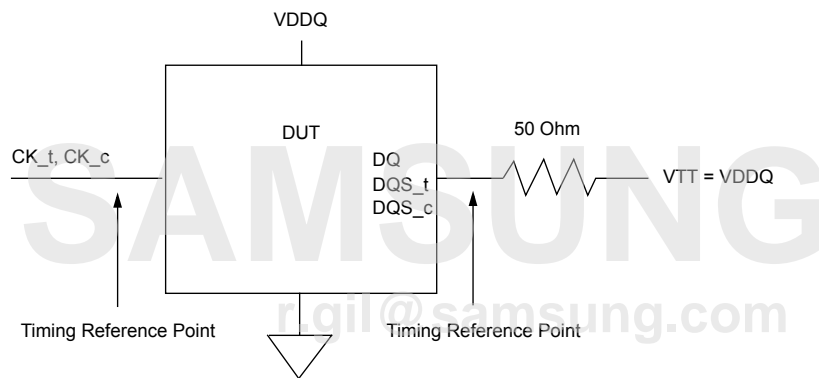 VDDQ
DUT
50 Ohm
CK_t, CK_c
DQ
DQS_t
DQS_c
VTT = VDDQ
SAMSUNG
Timing Reference Point
Timing Reference Point
r.gil@samsung.com